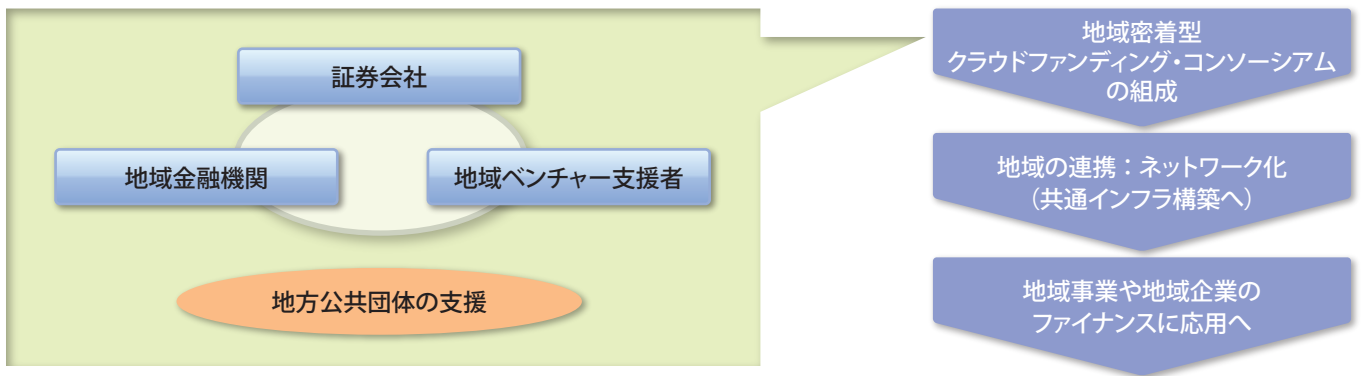 証券会社
地域金融機関
地域ベンチャー支援者
地方公共団体の支援
地域密着型
クラウドファンディング・コンソーシアム
の組成
地域の連携：ネットワーク化
（共通インフラ構築へ）
地域事業や地域企業の
ファイナンスに応用へ